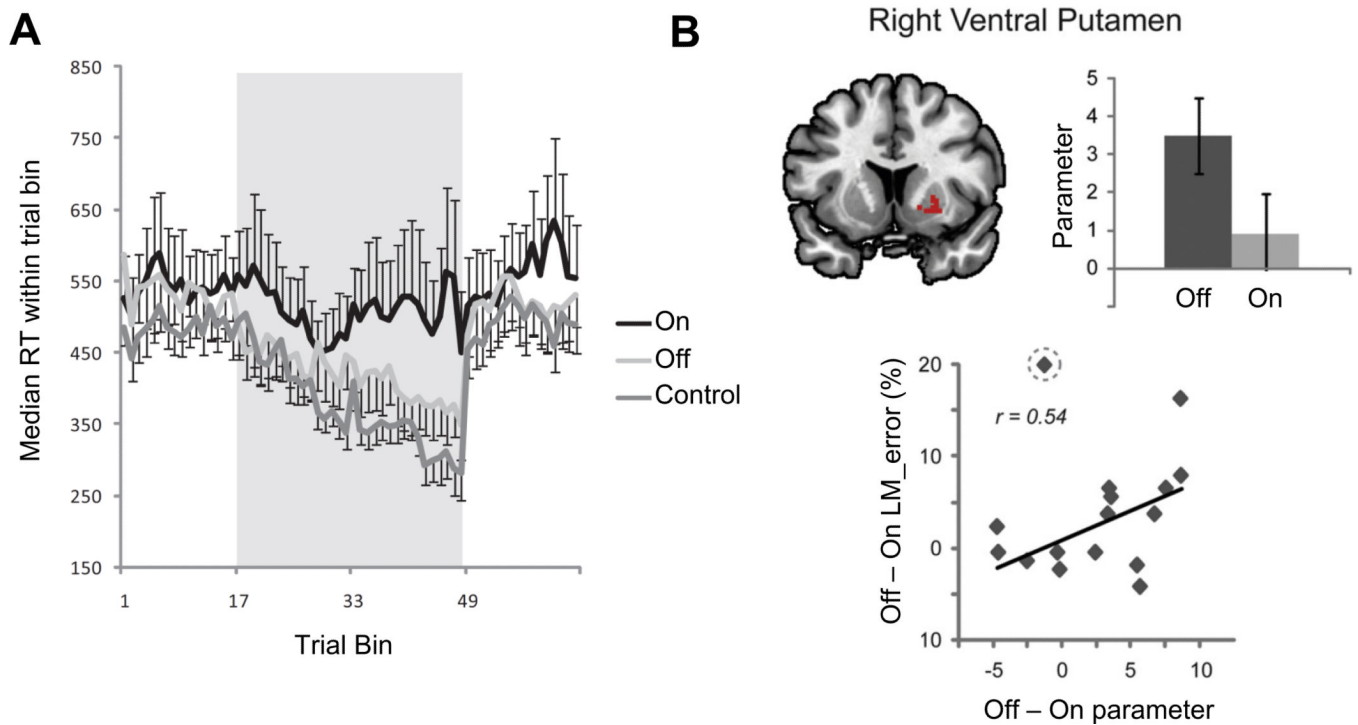 A
850
750
650
550
450
350
250
150
Median RT within trial bin
1 17 33 49
Trial Bin
On
Off
Control
B
Right Ventral Putamen
5
4
3
2
1
0
Parameter
Off On
20
10
0
10
Off – On LM_error (%)
r = 0.54
-5 0 5 10
Off – On parameter